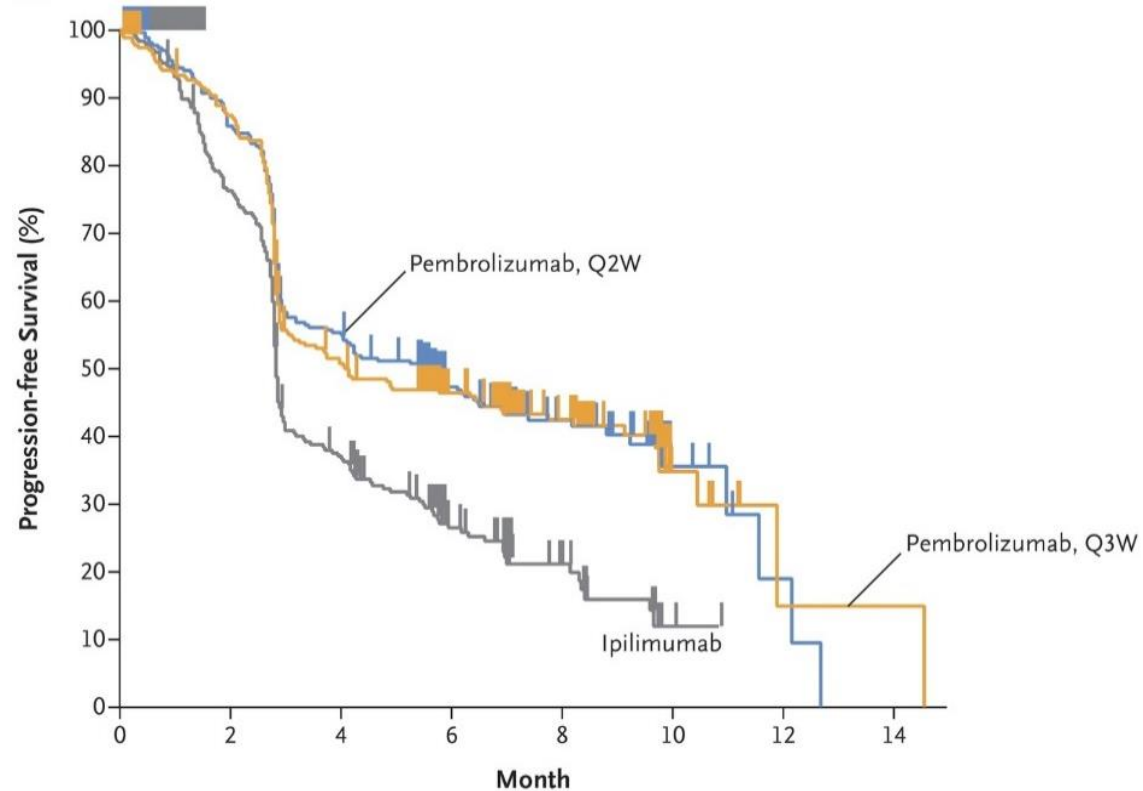 100
90
80
70
60
50
40
30
20
10
0
Progression-free Survival (%)
Pembrolizumab, Q2W
Pembrolizumab, Q3W
Ipilimumab
0 2 4 6 8 10 12 14
Month